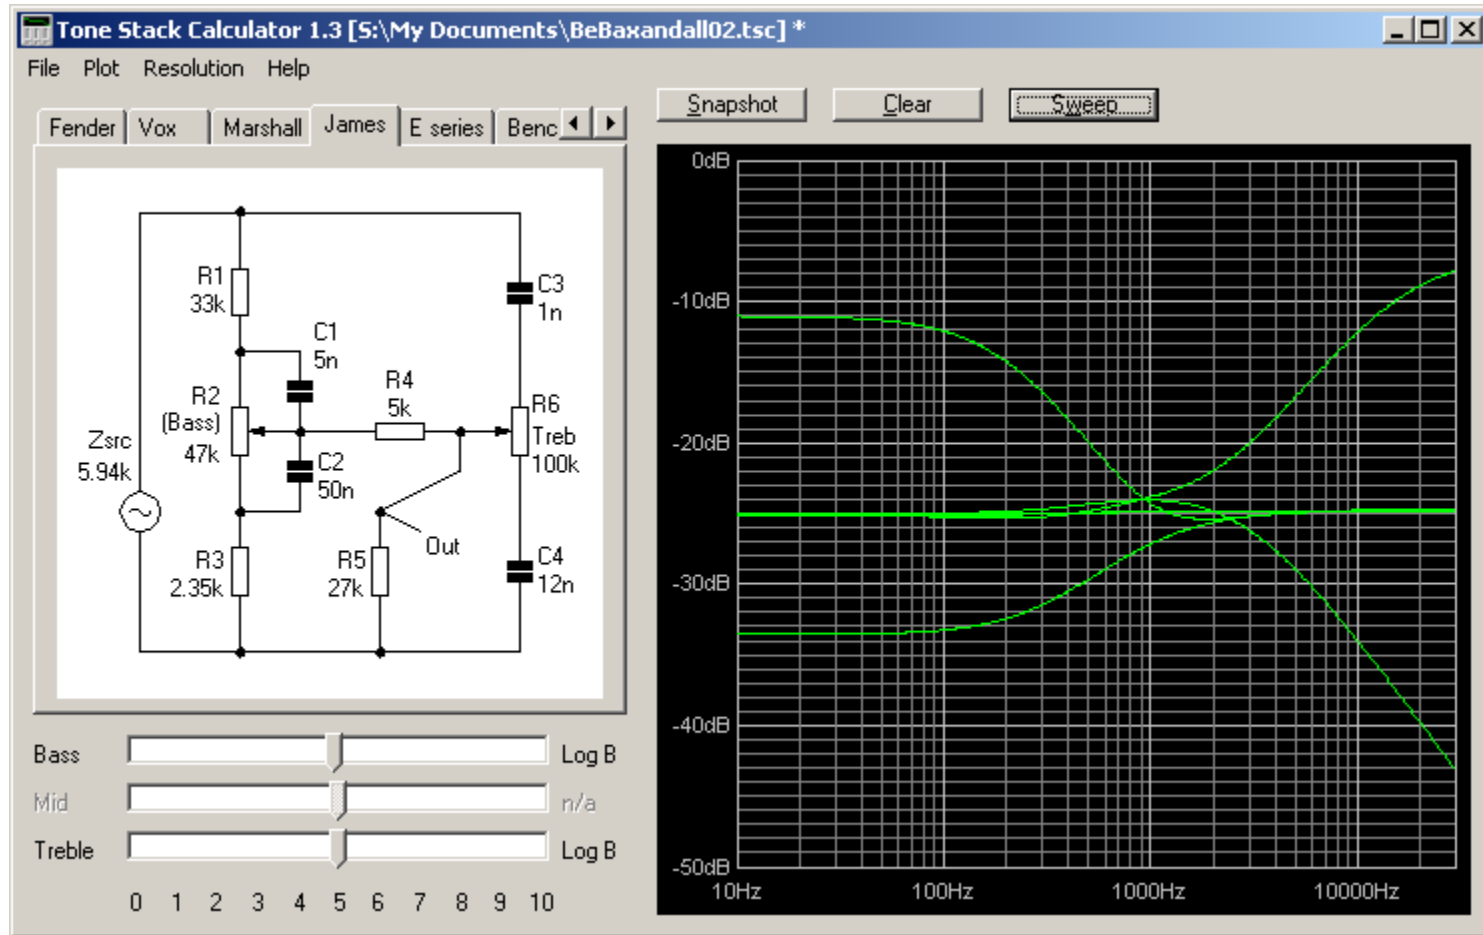 Tone Stack Calculator 1.3 [S:\My Documents\BeBaxandall02.tsc] *
File Plot Resolution Help
Snapshot Clear Sweep
Fender Vox Marshall James E series Benc
R1
33k
C3
1n
C1
5n
R2
(Bass)
47k
R4
5k
R6
Treb
100k
Zsrc
5.94k
C2
50n
Out
R3
2.35k
R5
27k
C4
12n
0dB
-10dB
-20dB
-30dB
-40dB
-50dB
10Hz 100Hz 1000Hz 10000Hz
Bass Log B
Mid n/a
Treble Log B
0 1 2 3 4 5 6 7 8 9 10